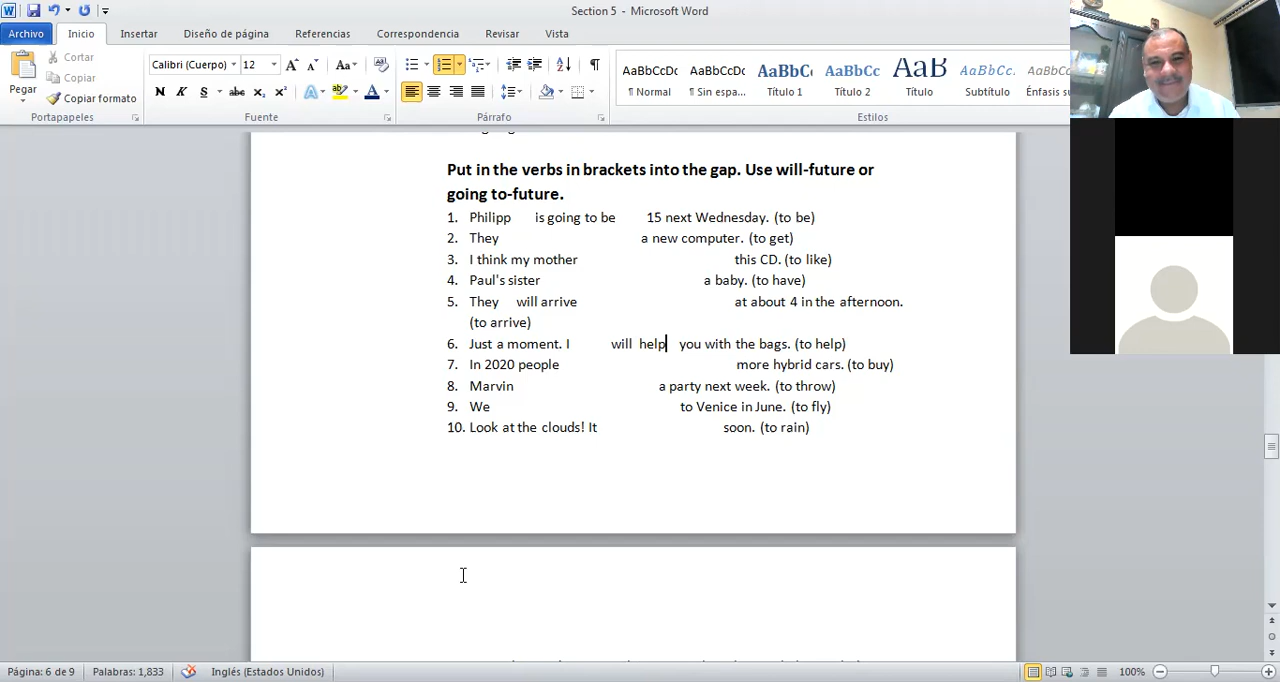 Section 5 - Microsoft Word
Archivo Inicio Insertar Diseño de página Referencias Correspondencia Revisar Vista
Cortar
Copiar
Copiar formato
Pegar
Portapapeles
Calibri (Cuerpo) 12
Fuente
Párrafo
AaBbCcDc AaBbCcDc AaBbC AaBbCc AaB AaBbCc. AaBbCc
¶ Normal ¶ Sin espa... Título 1 Título 2 Título Subtítulo Énfasis s
Estilos
Put in the verbs in brackets into the gap. Use will-future or
going to-future.
1. Philipp is going to be 15 next Wednesday. (to be)
2. They a new computer. (to get)
3. I think my mother this CD. (to like)
4. Paul's sister a baby. (to have)
5. They will arrive at about 4 in the afternoon.
(to arrive)
6. Just a moment. I will help you with the bags. (to help)
7. In 2020 people more hybrid cars. (to buy)
8. Marvin a party next week. (to throw)
9. We to Venice in June. (to fly)
10. Look at the clouds! It soon. (to rain)
Página: 6 de 9 Palabras: 1,833 Inglés (Estados Unidos) 100%